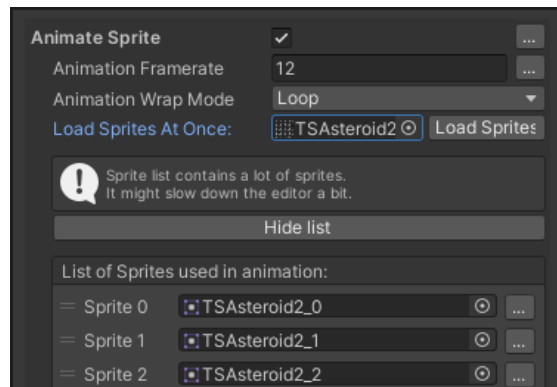 Animate Sprite ...
Animation Framerate 12 ...
Animation Wrap Mode Loop
Load Sprites At Once: TSAsteroid2 Load Sprites
Sprite list contains a lot of sprites.
It might slow down the editor a bit.
Hide list
List of Sprites used in animation:
Sprite 0 TSAsteroid2_0 ...
Sprite 1 TSAsteroid2_1 ...
Sprite 2 TSAsteroid2_2 ...